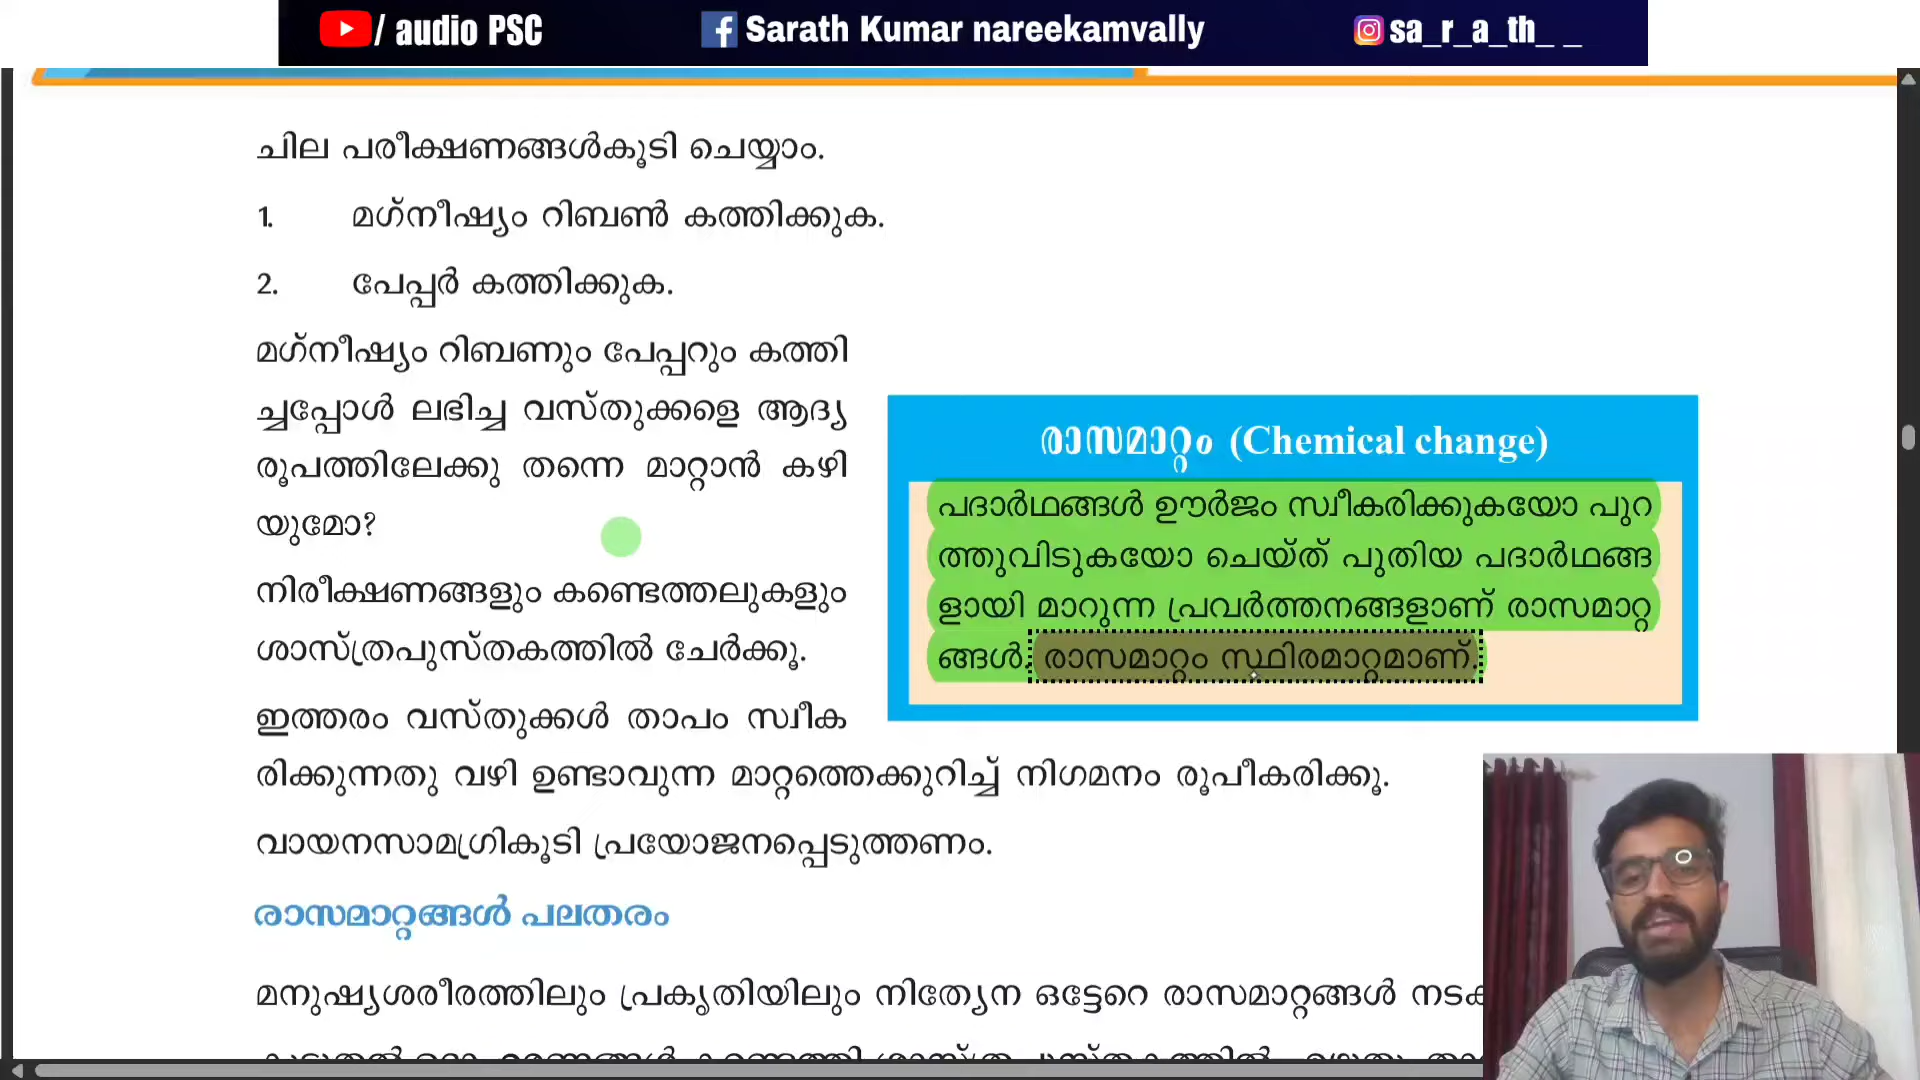 / audio PSC
Sarath Kumar nareekamvally
sa_r_a_th_ _
ചില പരീക്ഷണങ്ങൾകൂടി ചെയ്യാം.
1. മഗ്നീഷ്യം റിബൺ കത്തിക്കുക.
2. പേപ്പർ കത്തിക്കുക.
മഗ്നീഷ്യം റിബണും പേപ്പറും കത്തി
ച്ചപ്പോൾ ലഭിച്ച വസ്തുക്കളെ ആദ്യ
രൂപത്തിലേക്കു തന്നെ മാറ്റാൻ കഴി
യുമോ?
നിരീക്ഷണങ്ങളും കണ്ടെത്തലുകളും
ശാസ്ത്രപുസ്തകത്തിൽ ചേർക്കൂ.
ഇത്തരം വസ്തുക്കൾ താപം സ്വീക
രിക്കുന്നതു വഴി ഉണ്ടാവുന്ന മാറ്റത്തെക്കുറിച്ച് നിഗമനം രൂപീകരിക്കൂ.
വായനസാമഗ്രികൂടി പ്രയോജനപ്പെടുത്തണം.
രാസമാറ്റം (Chemical change)
പദാർഥങ്ങൾ ഊർജം സ്വീകരിക്കുകയോ പുറ
ത്തുവിടുകയോ ചെയ്ത് പുതിയ പദാർഥങ്ങ
ളായി മാറുന്ന പ്രവർത്തനങ്ങളാണ് രാസമാറ്റ
ങ്ങൾ. രാസമാറ്റം സ്ഥിരമാറ്റമാണ്.
രാസമാറ്റങ്ങൾ പലതരം
മനുഷ്യശരീരത്തിലും പ്രകൃതിയിലും നിത്യേന ഒട്ടേറെ രാസമാറ്റങ്ങൾ